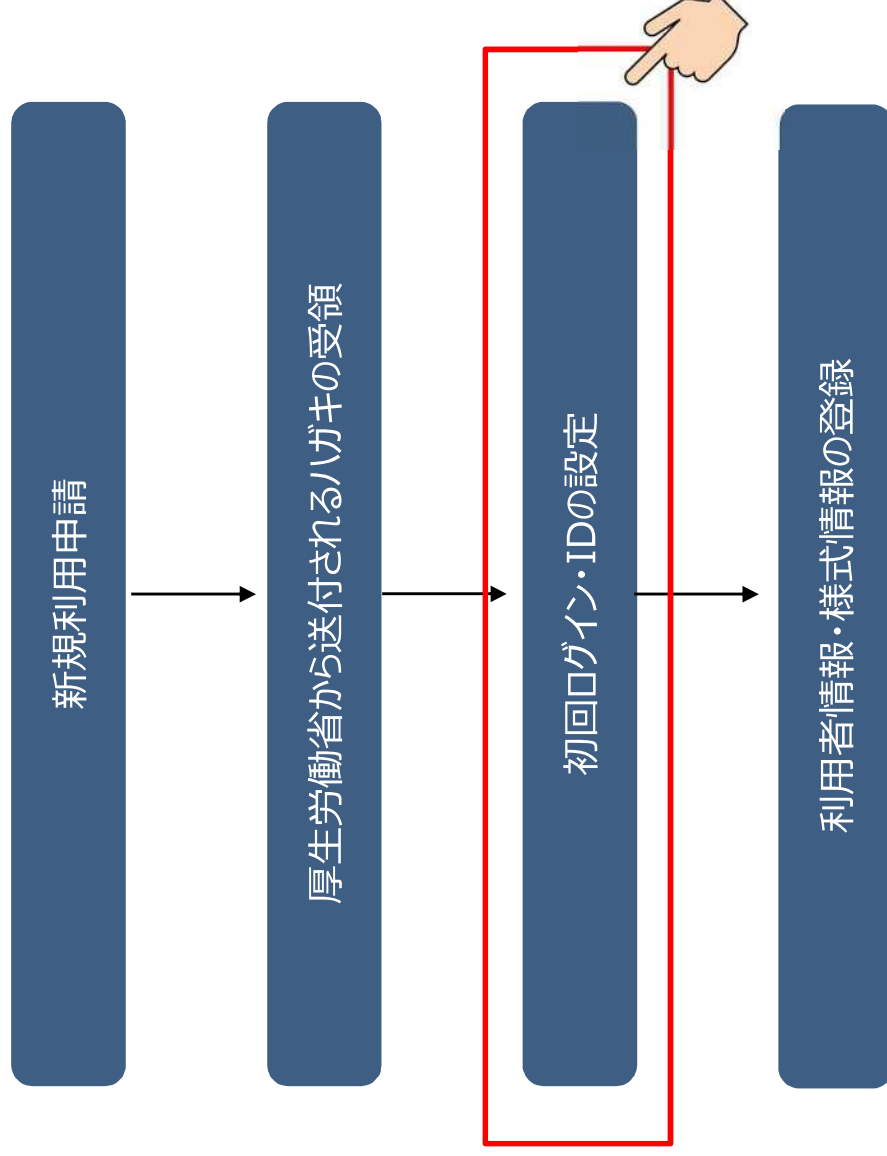 新規利用申請
厚生労働省から送付されるハガキの受領
初回ログイン・IDの設定
利用者情報・様式情報の登録